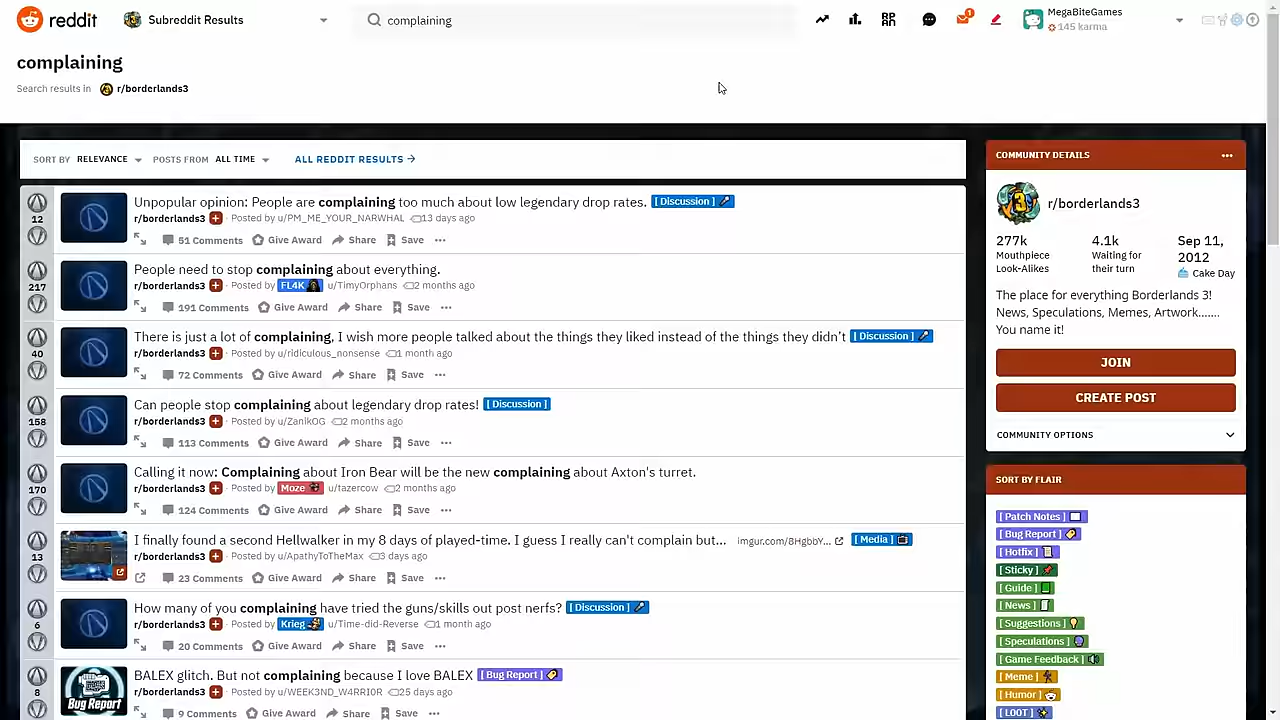 reddit
Subreddit Results
complaining
1
MegaBiteGames
145 karma
complaining
Search results in r/borderlands3
SORT BY RELEVANCE POSTS FROM ALL TIME ALL REDDIT RESULTS →
12
Unpopular opinion: People are complaining too much about low legendary drop rates. [ Discussion ]
r/borderlands3 · Posted by u/PM_ME_YOUR_NARWHAL 13 days ago
51 Comments Give Award Share Save ...
217
People need to stop complaining about everything.
r/borderlands3 · Posted by FL4K u/TimyOrphans 2 months ago
191 Comments Give Award Share Save ...
40
There is just a lot of complaining, I wish more people talked about the things they liked instead of the things they didn't [ Discussion ]
r/borderlands3 · Posted by u/ridiculous_nonsense 1 month ago
72 Comments Give Award Share Save ...
158
Can people stop complaining about legendary drop rates! [ Discussion ]
r/borderlands3 · Posted by u/ZanlkOG 2 months ago
113 Comments Give Award Share Save ...
170
Calling it now: Complaining about Iron Bear will be the new complaining about Axton's turret.
r/borderlands3 · Posted by Moze u/tazercow 2 months ago
124 Comments Give Award Share Save ...
13
I finally found a second Hellwalker in my 8 days of played-time. I guess I really can't complain but... imgur.com/8HgbbY... [ Media ]
r/borderlands3 · Posted by u/ApathyToTheMax 3 days ago
23 Comments Give Award Share Save ...
6
How many of you complaining have tried the guns/skills out post nerfs? [ Discussion ]
r/borderlands3 · Posted by Krieg u/Time-did-Reverse 1 month ago
20 Comments Give Award Share Save ...
8
BALEX glitch. But not complaining because I love BALEX [ Bug Report ]
r/borderlands3 · Posted by u/WEEK3ND_W4RRIOR 25 days ago
Bug Report
9 Comments Give Award Share Save ...
COMMUNITY DETAILS ...
r/borderlands3
277k 4.1k Sep 11, 2012
Mouthpiece Look-Alikes
Waiting for their turn
Cake Day
The place for everything Borderlands 3!
News, Speculations, Memes, Artwork.......
You name it!
JOIN
CREATE POST
COMMUNITY OPTIONS
SORT BY FLAIR
[ Patch Notes ]
[ Bug Report ]
[ Hotfix ]
[ Sticky ]
[ Guide ]
[ News ]
[ Suggestions ]
[ Speculations ]
[ Game Feedback ]
[ Meme ]
[ Humor ]
[ LOOT ]